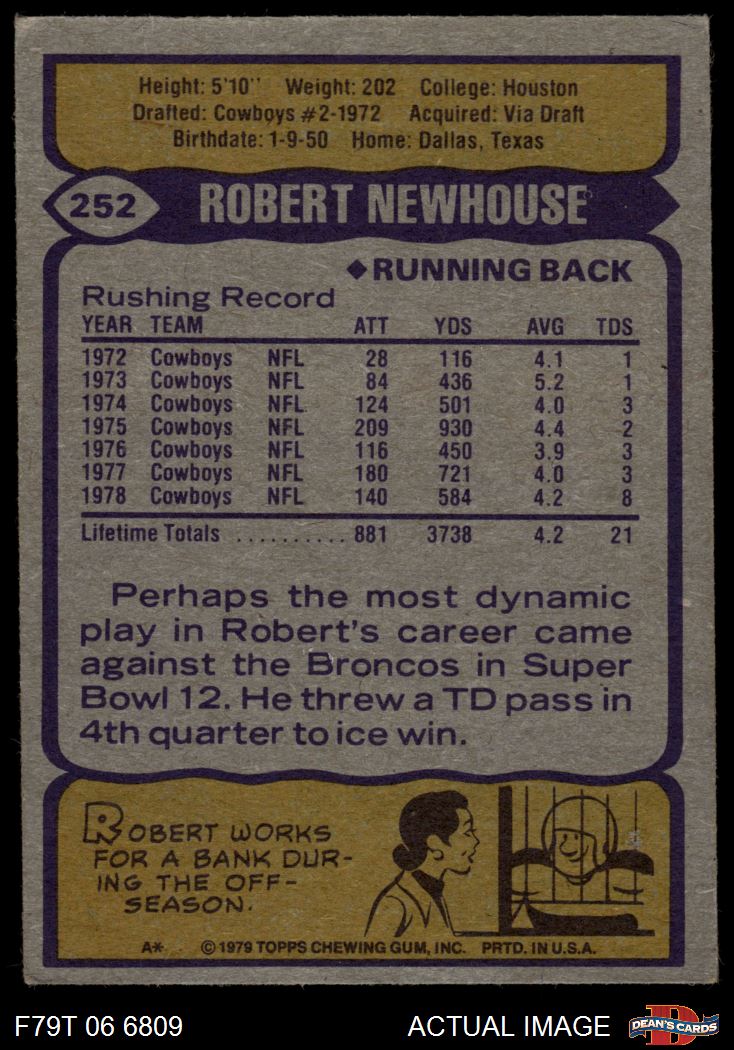 Height: 5'10'' Weight: 202 College: Houston
Drafted: Cowboys #2-1972 Acquired: Via Draft
Birthdate: 1-9-50 Home: Dallas, Texas
252 ROBERT NEWHOUSE
◆RUNNING BACK
Rushing Record
YEAR TEAM ATT YDS AVG TDS
1972 Cowboys NFL 28 116 4.1 1
1973 Cowboys NFL 84 436 5.2 1
1974 Cowboys NFL 124 501 4.0 3
1975 Cowboys NFL 209 930 4.4 2
1976 Cowboys NFL 116 450 3.9 3
1977 Cowboys NFL 180 721 4.0 3
1978 Cowboys NFL 140 584 4.2 8
Lifetime Totals .......... 881 3738 4.2 21
Perhaps the most dynamic
play in Robert's career came
against the Broncos in Super
Bowl 12. He threw a TD pass in
4th quarter to ice win.
ROBERT WORKS
FOR A BANK DUR-
ING THE OFF-
SEASON.
A* © 1979 TOPPS CHEWING GUM, INC. PRTD. IN U.S.A.
F79T 06 6809 ACTUAL IMAGE D DEAN'S CARDS